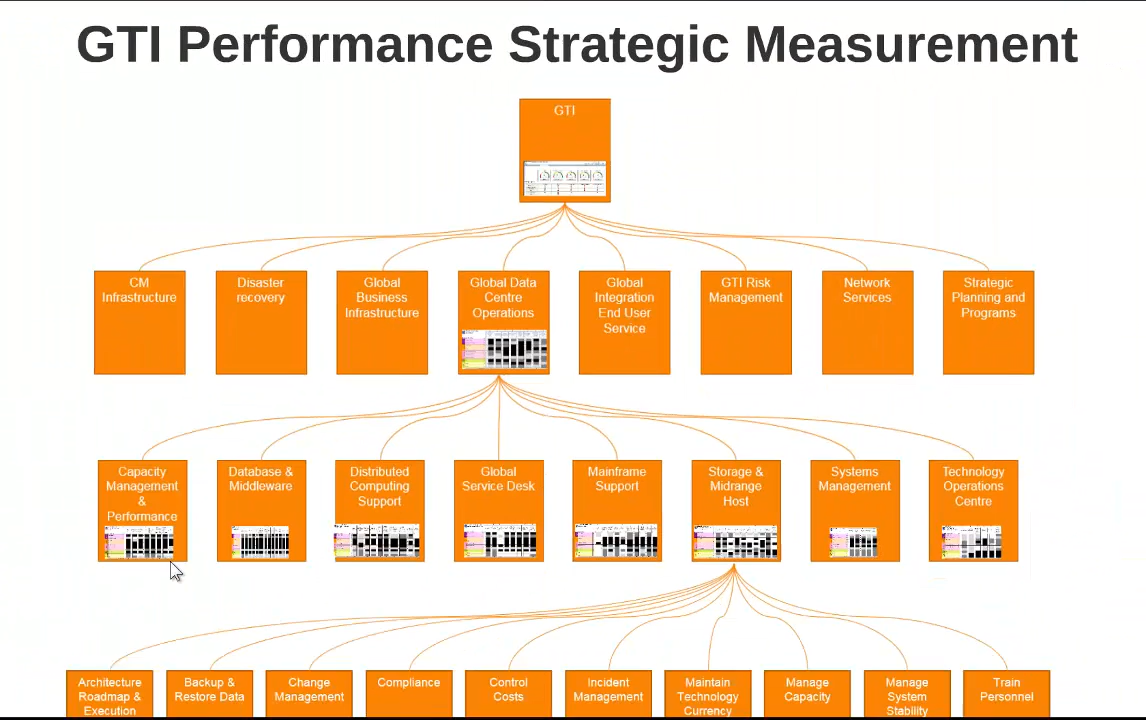 GTI Performance Strategic Measurement
GTI
CM
Infrastructure
Disaster
recovery
Global
Business
Infrastructure
Global Data
Centre
Operations
Global
Integration
End User
Service
GTI Risk
Management
Network
Services
Strategic
Planning and
Programs
Capacity
Management
&
Performance
Database &
Middleware
Distributed
Computing
Support
Global
Service Desk
Mainframe
Support
Storage &
Midrange
Host
Systems
Management
Technology
Operations
Centre
Architecture
Roadmap &
Execution
Backup &
Restore Data
Change
Management
Compliance
Control
Costs
Incident
Management
Maintain
Technology
Currency
Manage
Capacity
Manage
System
Stability
Train
Personnel